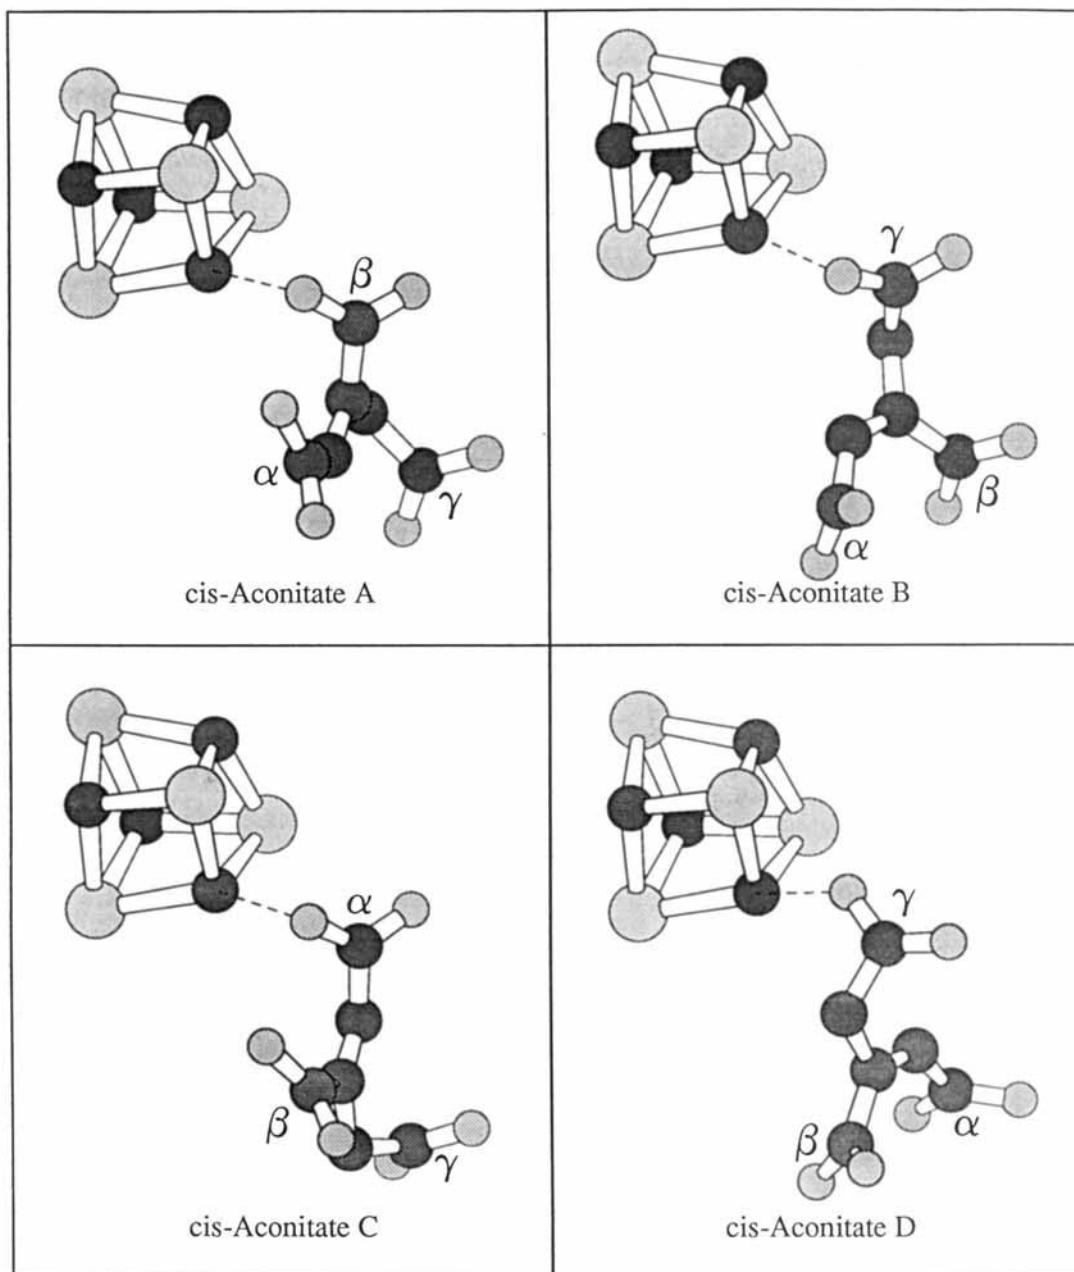 β
α
γ
cis-Aconitate A
γ
β
α
cis-Aconitate B
α
β
γ
cis-Aconitate C
γ
α
β
cis-Aconitate D